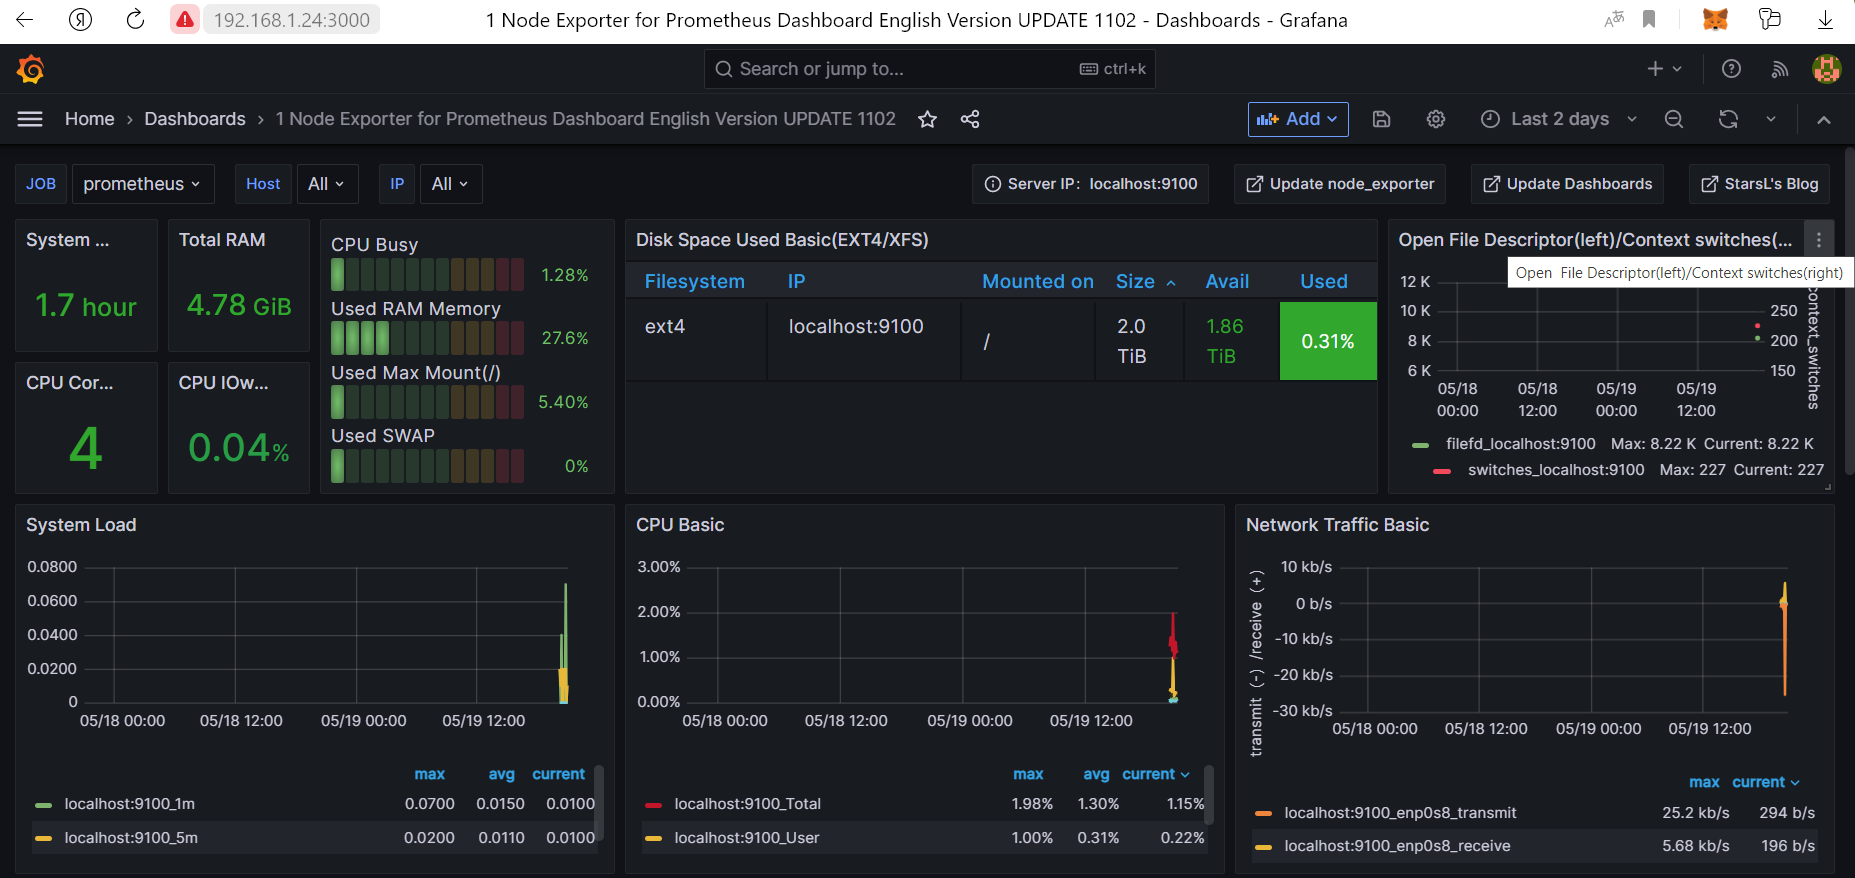 192.168.1.24:3000
1 Node Exporter for Prometheus Dashboard English Version UPDATE 1102 - Dashboards - Grafana
Search or jump to...
ctrl+k
Home › Dashboards › 1 Node Exporter for Prometheus Dashboard English Version UPDATE 1102
Add
Last 2 days
JOB prometheus Host All IP All
Server IP: localhost:9100
Update node_exporter
Update Dashboards
StarsL's Blog
System ...
1.7 hour
Total RAM
4.78 GiB
CPU Cor...
4
CPU IOw...
0.04%
CPU Busy
1.28%
Used RAM Memory
27.6%
Used Max Mount(/)
5.40%
Used SWAP
0%
Disk Space Used Basic(EXT4/XFS)
Filesystem IP Mounted on Size Avail Used
ext4 localhost:9100 / 2.0 TiB 1.86 TiB 0.31%
Open File Descriptor(left)/Context switches(...
Open File Descriptor(left)/Context switches(right)
12 K
10 K
8 K
6 K
250
200
150
context_switches
05/18 00:00
05/18 12:00
05/19 00:00
05/19 12:00
filefd_localhost:9100 Max: 8.22 K Current: 8.22 K
switches_localhost:9100 Max: 227 Current: 227
System Load
0.0800
0.0600
0.0400
0.0200
0
05/18 00:00 05/18 12:00 05/19 00:00 05/19 12:00
max avg current
localhost:9100_1m 0.0700 0.0150 0.0100
localhost:9100_5m 0.0200 0.0110 0.0100
CPU Basic
3.00%
2.00%
1.00%
0.00%
05/18 00:00 05/18 12:00 05/19 00:00 05/19 12:00
max avg current
localhost:9100_Total 1.98% 1.30% 1.15%
localhost:9100_User 1.00% 0.31% 0.22%
Network Traffic Basic
transmit (-) /receive (+)
10 kb/s
0 b/s
-10 kb/s
-20 kb/s
-30 kb/s
05/18 00:00 05/18 12:00 05/19 00:00 05/19 12:00
max current
localhost:9100_enp0s8_transmit 25.2 kb/s 294 b/s
localhost:9100_enp0s8_receive 5.68 kb/s 196 b/s